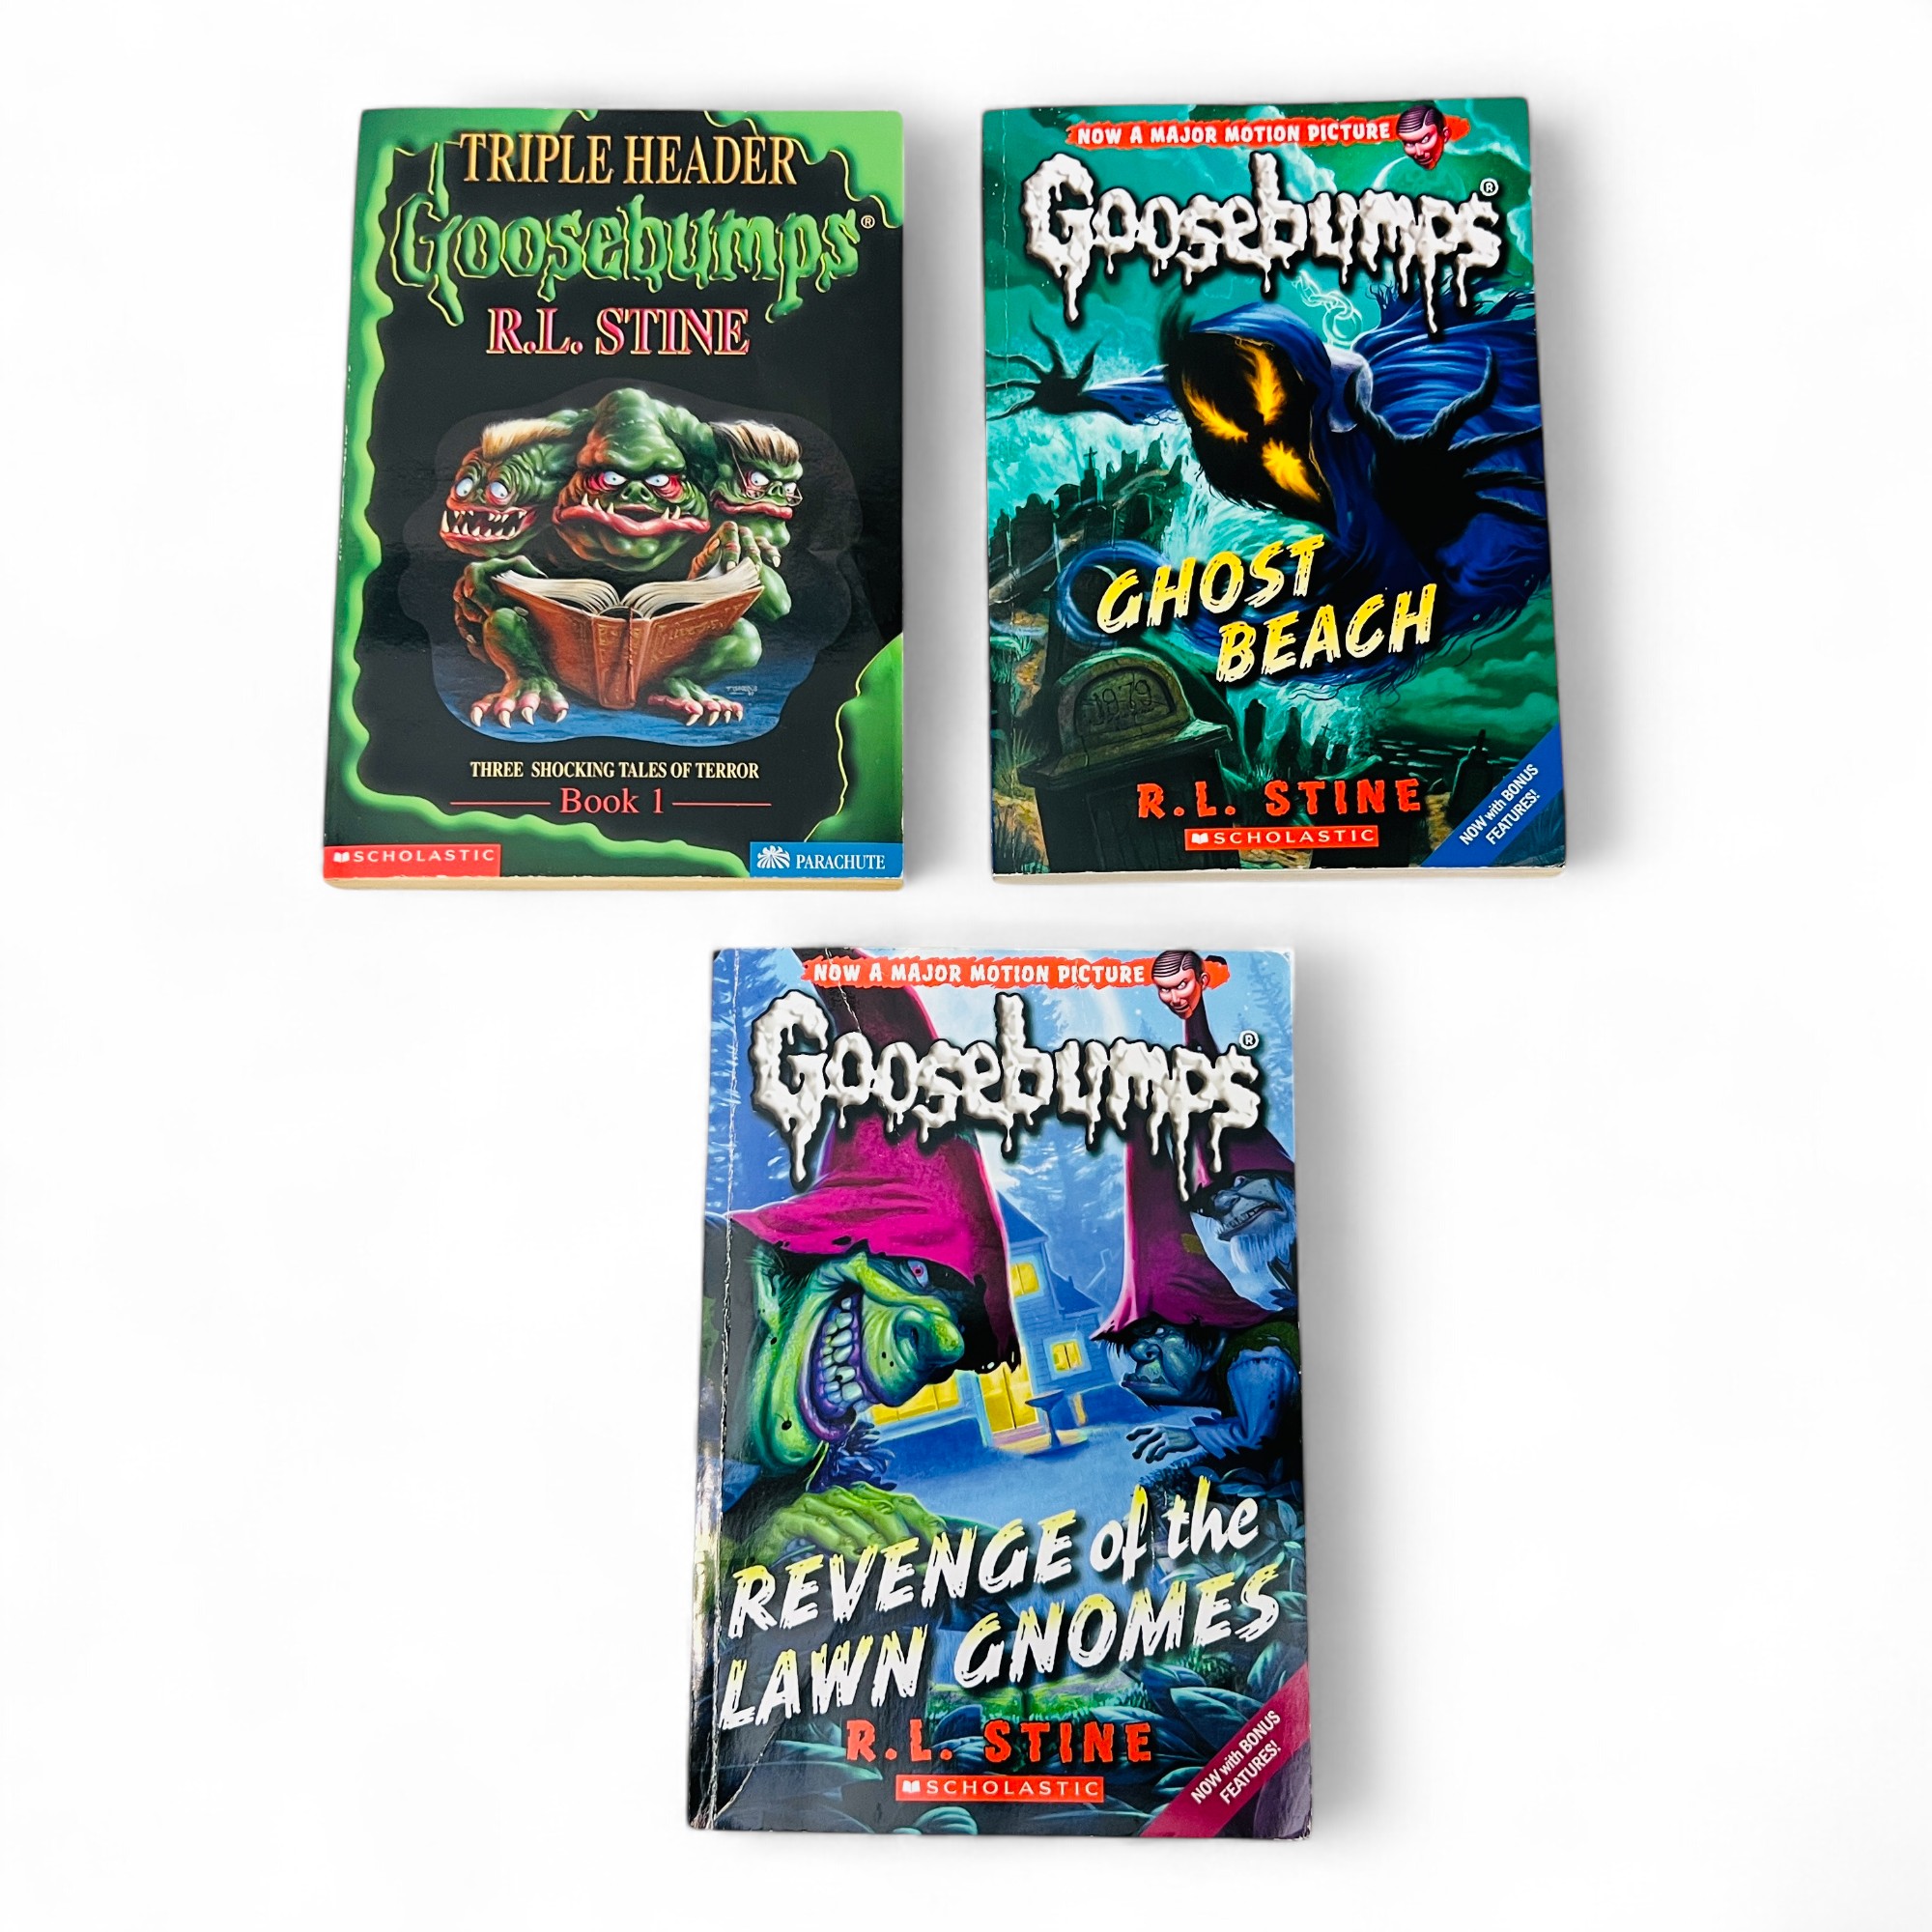 TRIPLE HEADER
Goosebumps®
R.L. STINE
THREE SHOCKING TALES OF TERROR
Book 1
SCHOLASTIC
PARACHUTE
NOW A MAJOR MOTION PICTURE
Goosebumps®
GHOST
BEACH
1879
R.L. STINE
SCHOLASTIC
NOW with BONUS
FEATURES!
NOW A MAJOR MOTION PICTURE
Goosebumps®
REVENGE of the
LAWN GNOMES
R.L. STINE
SCHOLASTIC
NOW with BONUS
FEATURES!